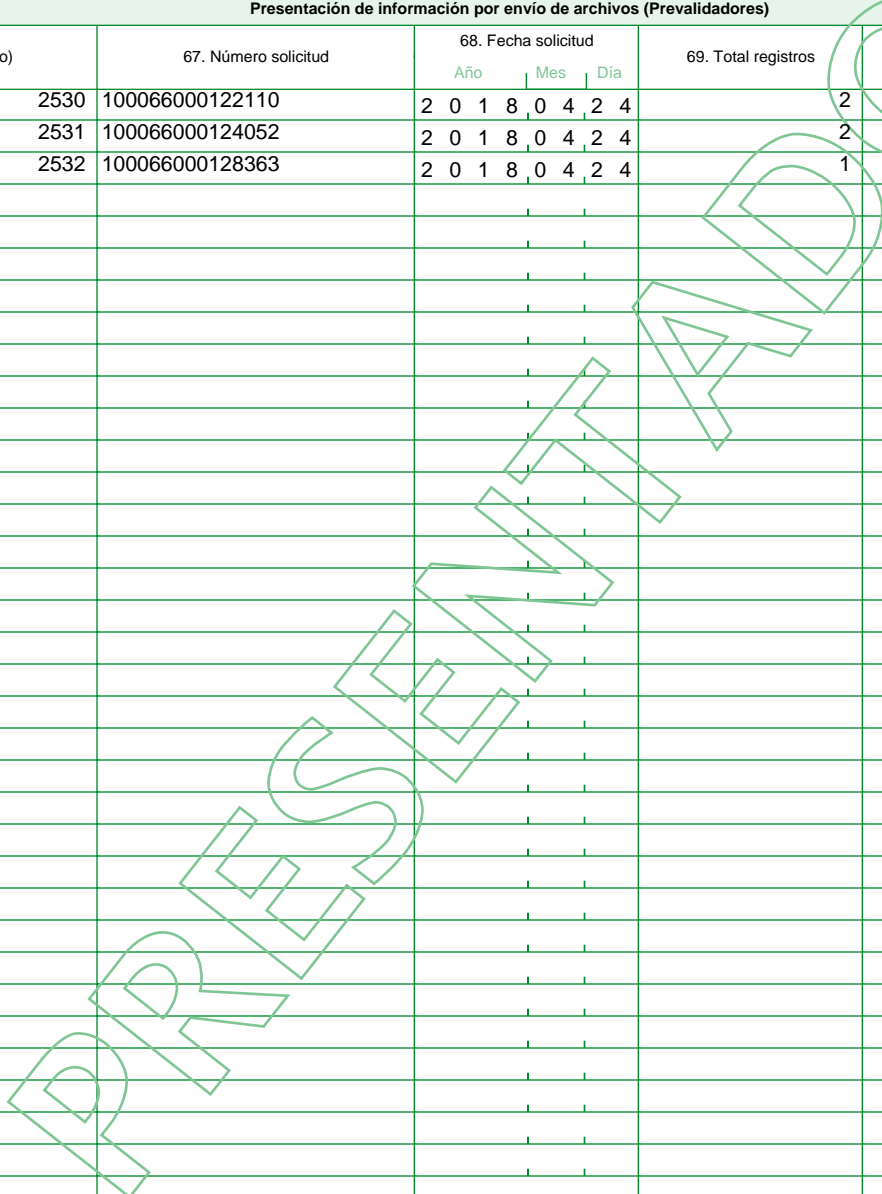 Presentación de información por envío de archivos (Prevalidadores)
o) 67. Número solicitud 68. Fecha solicitud 69. Total registros
Año Mes Día
2530 100066000122110 2 0 1 8 0 4 2 4 2
2531 100066000124052 2 0 1 8 0 4 2 4 2
2532 100066000128363 2 0 1 8 0 4 2 4 1
PRESENTADO